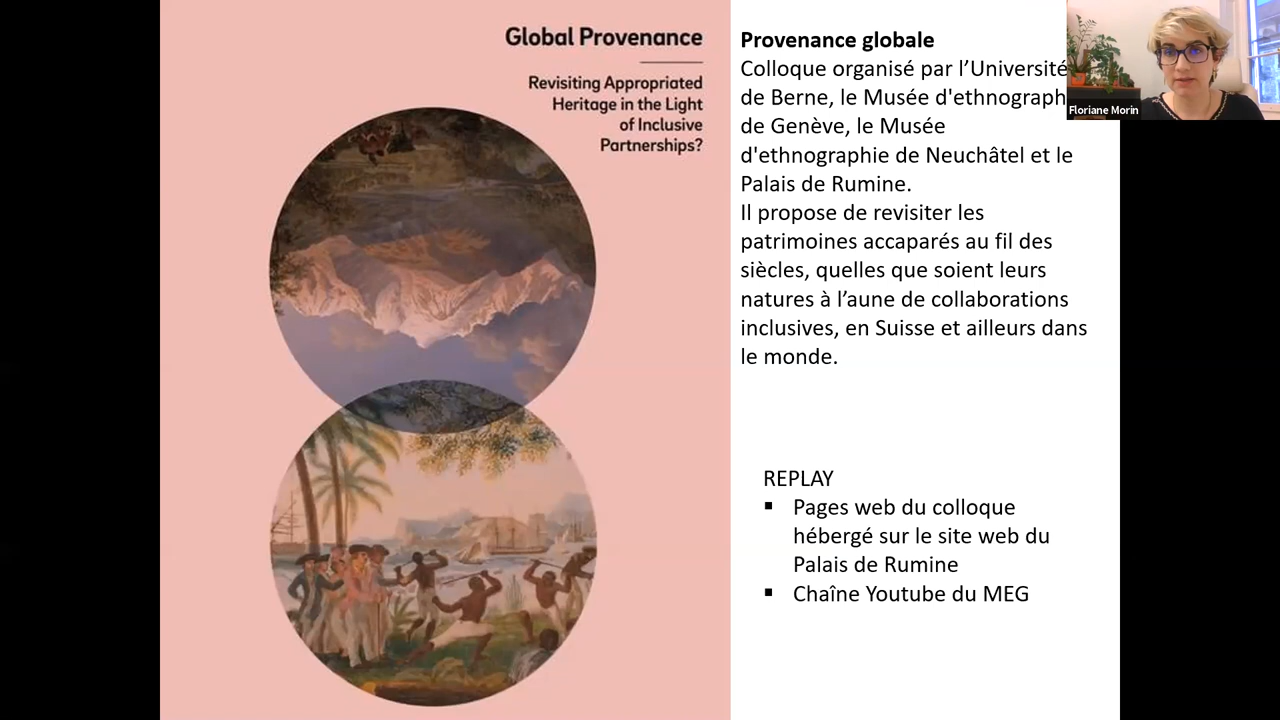 Global Provenance
Revisiting Appropriated
Heritage in the Light
of Inclusive
Partnerships?
Provenance globale
Colloque organisé par l’Université
de Berne, le Musée d'ethnograph
de Genève, le Musée
d'ethnographie de Neuchâtel et le
Palais de Rumine.
Il propose de revisiter les
patrimoines accaparés au fil des
siècles, quelles que soient leurs
natures à l’aune de collaborations
inclusives, en Suisse et ailleurs dans
le monde.
REPLAY
▪ Pages web du colloque
hébergé sur le site web du
Palais de Rumine
▪ Chaîne Youtube du MEG
Floriane Morin